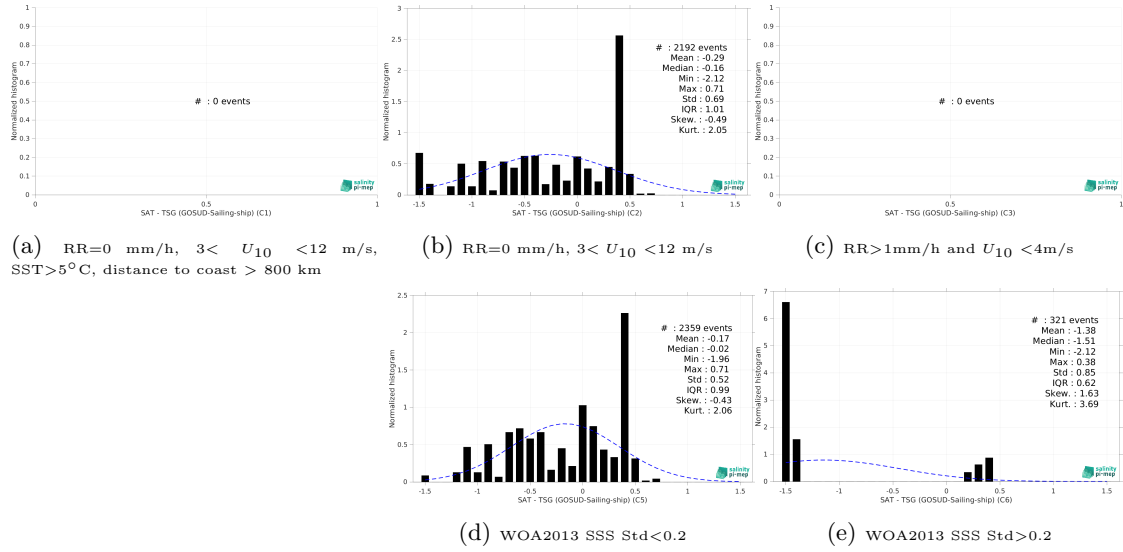 1
0.9
0.8
0.7
0.6
0.5
0.4
0.3
0.2
0.1
0
Normalized histogram
# : 0 events
salinity
pi-mep
0 0.5 1
SAT - TSG (GOSUD-Sailing-ship) (C1)
3
2.5
2
1.5
1
0.5
0
Normalized histogram
# : 2192 events
Mean : -0.29
Median : -0.16
Min : -2.12
Max : 0.71
Std : 0.69
IQR : 1.01
Skew. : -0.49
Kurt. : 2.05
salinity
pi-mep
-1.5 -1 -0.5 0 0.5 1 1.5
SAT - TSG (GOSUD-Sailing-ship) (C2)
1
0.9
0.8
0.7
0.6
0.5
0.4
0.3
0.2
0.1
0
Normalized histogram
# : 0 events
salinity
pi-mep
0 0.5 1
SAT - TSG (GOSUD-Sailing-ship) (C3)
(a) RR=0 mm/h, 3< U10 <12 m/s,
SST>5°C, distance to coast > 800 km
(b) RR=0 mm/h, 3< U10 <12 m/s
(c) RR>1mm/h and U10 <4m/s
2.5
2
1.5
1
0.5
0
Normalized histogram
# : 2359 events
Mean : -0.17
Median : -0.02
Min : -1.96
Max : 0.71
Std : 0.52
IQR : 0.99
Skew. : -0.43
Kurt. : 2.06
salinity
pi-mep
-1.5 -1 -0.5 0 0.5 1 1.5
SAT - TSG (GOSUD-Sailing-ship) (C5)
7
6
5
4
3
2
1
0
Normalized histogram
# : 321 events
Mean : -1.38
Median : -1.51
Min : -2.12
Max : 0.38
Std : 0.85
IQR : 0.62
Skew. : 1.63
Kurt. : 3.69
salinity
pi-mep
-1.5 -1 -0.5 0 0.5 1 1.5
SAT - TSG (GOSUD-Sailing-ship) (C6)
(d) WOA2013 SSS Std<0.2
(e) WOA2013 SSS Std>0.2